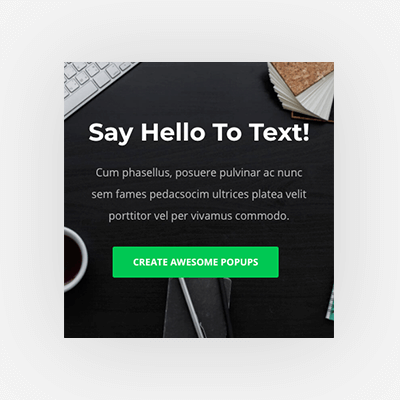 Say Hello To Text!
Cum phasellus, posuere pulvinar ac nunc
sem fames pedacsocim ultrices platea velit
porttitor vel per vivamus commodo.
CREATE AWESOME POPUPS